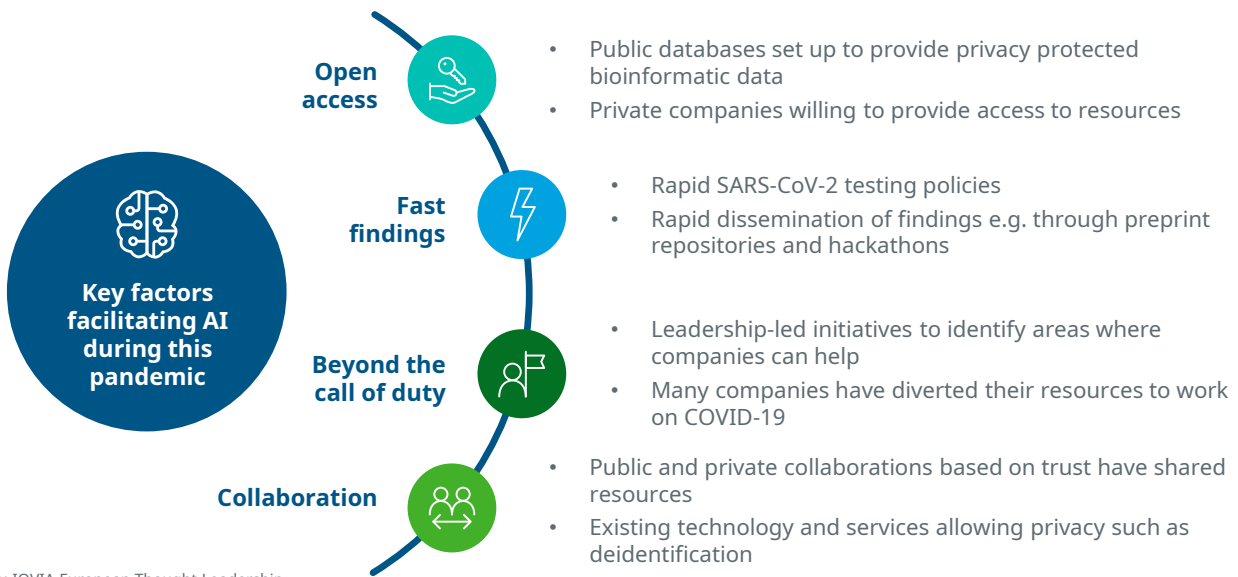 Key factors
facilitating AI
during this
pandemic
Open
access
• Public databases set up to provide privacy protected
bioinformatic data
• Private companies willing to provide access to resources
Fast
findings
• Rapid SARS-CoV-2 testing policies
• Rapid dissemination of findings e.g. through preprint
repositories and hackathons
Beyond the
call of duty
• Leadership-led initiatives to identify areas where
companies can help
• Many companies have diverted their resources to work
on COVID-19
Collaboration
• Public and private collaborations based on trust have shared
resources
• Existing technology and services allowing privacy such as
deidentification
IQVIA European Thought Leadership